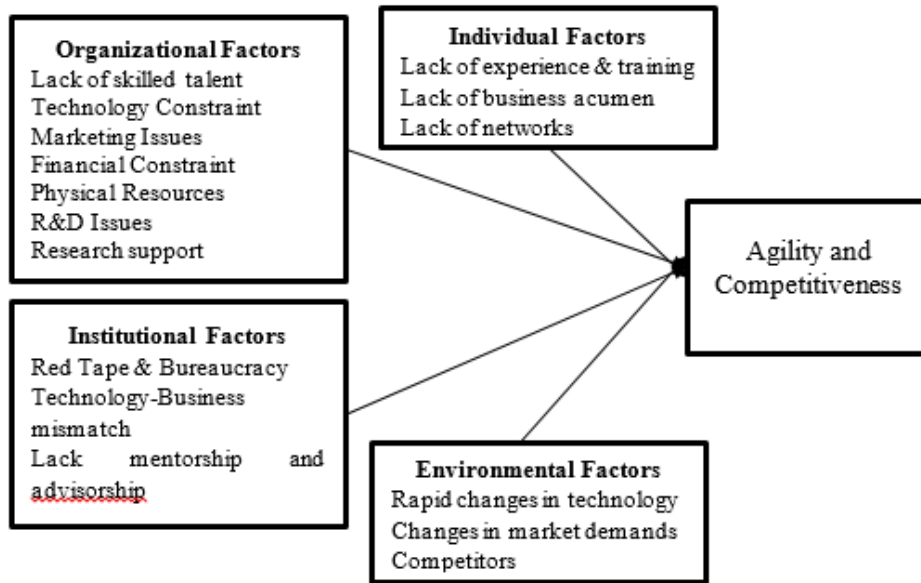 Organizational Factors
Lack of skilled talent
Technology Constraint
Marketing Issues
Financial Constraint
Physical Resources
R&D Issues
Research support
Individual Factors
Lack of experience & training
Lack of business acumen
Lack of networks
Agility and
Competitiveness
Institutional Factors
Red Tape & Bureaucracy
Technology-Business
mismatch
Lack mentorship and
advisorship
Environmental Factors
Rapid changes in technology
Changes in market demands
Competitors